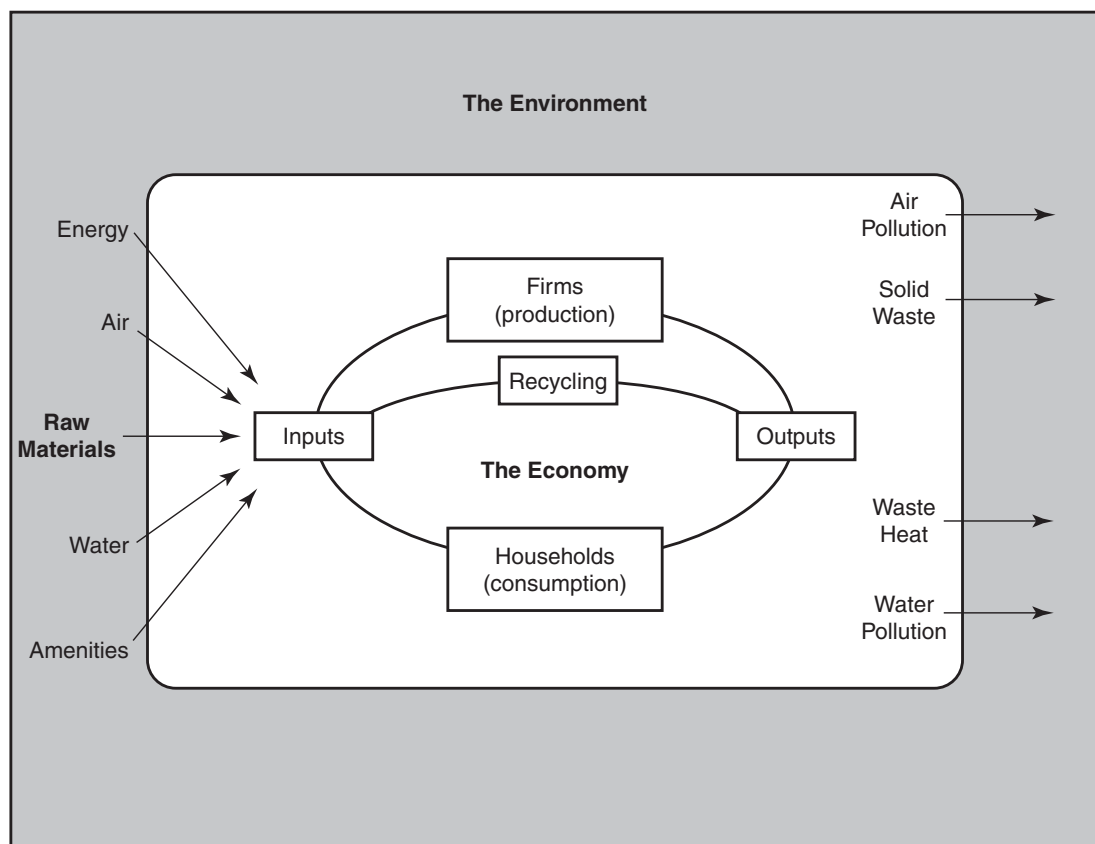 The Environment
Energy
Air
Raw
Materials
Water
Amenities
Inputs
Firms
(production)
Recycling
The Economy
Households
(consumption)
Outputs
Air
Pollution
Solid
Waste
Waste
Heat
Water
Pollution